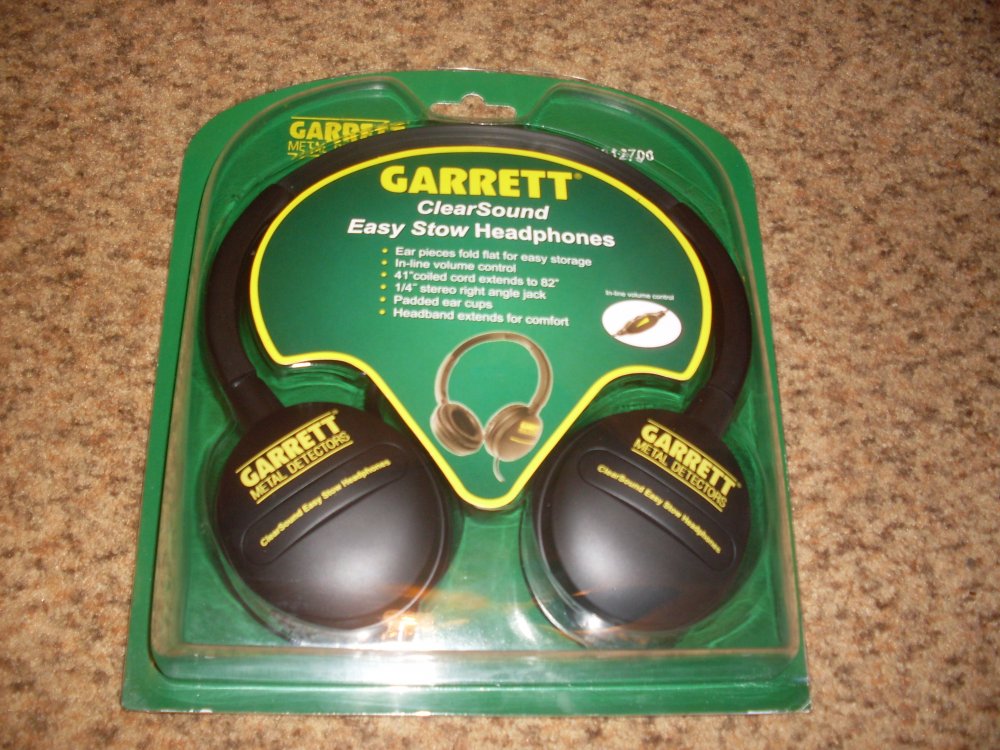 GARRETT
METAL
12700
GARRETT®
ClearSound
Easy Stow Headphones
• Ear pieces fold flat for easy storage
• In-line volume control
• 41"coiled cord extends to 82"
• 1/4" stereo right angle jack
• Padded ear cups
• Headband extends for comfort
In-line volume control
GARRETT®
METAL DETECTORS
ClearSound Easy Stow Headphones
GARRETT®
METAL DETECTORS
ClearSound Easy Stow Headphones